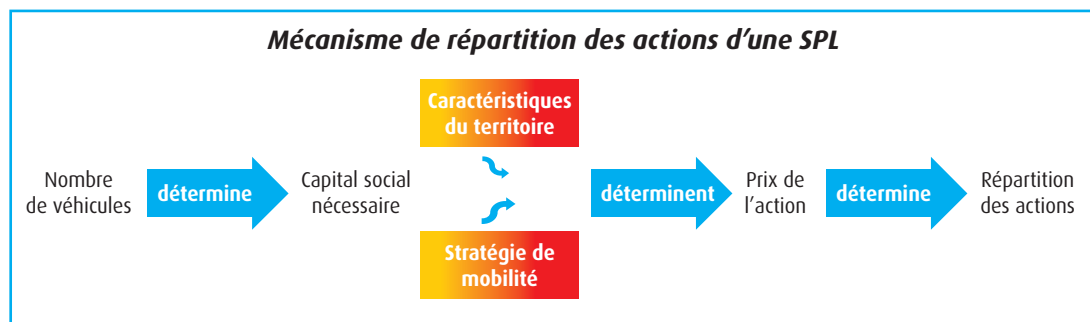 Mécanisme de répartition des actions d'une SPL
Caractéristiques
du territoire
Nombre
de véhicules
détermine
Capital social
nécessaire
déterminent
Prix de
l'action
détermine
Répartition
des actions
Stratégie de
mobilité